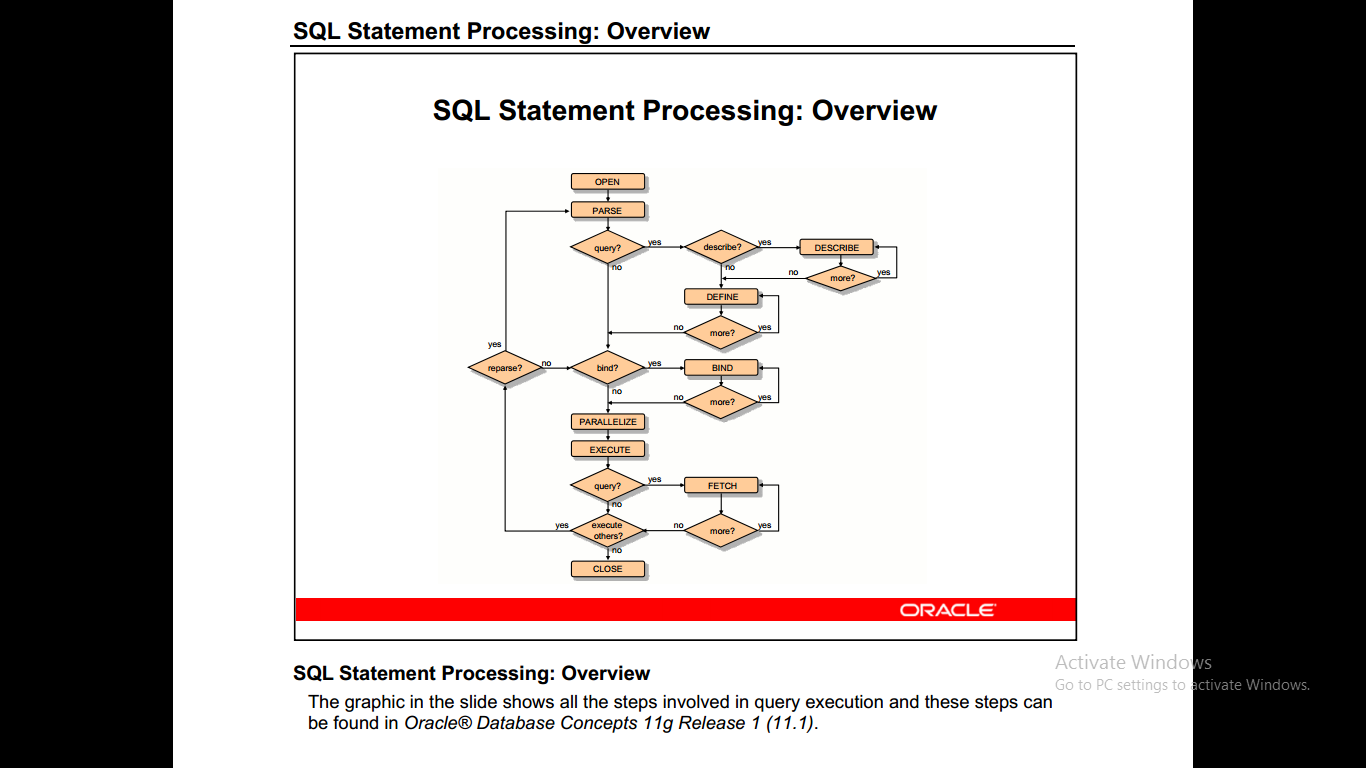 SQL Statement Processing: Overview
SQL Statement Processing: Overview
OPEN
PARSE
query?
yes
describe?
yes
DESCRIBE
no
no
no
more?
yes
DEFINE
no
more?
yes
yes
reparse?
no
bind?
yes
BIND
no
no
more?
yes
PARALLELIZE
EXECUTE
query?
yes
FETCH
no
yes
execute
others?
no
more?
yes
no
CLOSE
ORACLE
SQL Statement Processing: Overview
The graphic in the slide shows all the steps involved in query execution and these steps can
be found in Oracle® Database Concepts 11g Release 1 (11.1).
Activate Windows
Go to PC settings to activate Windows.